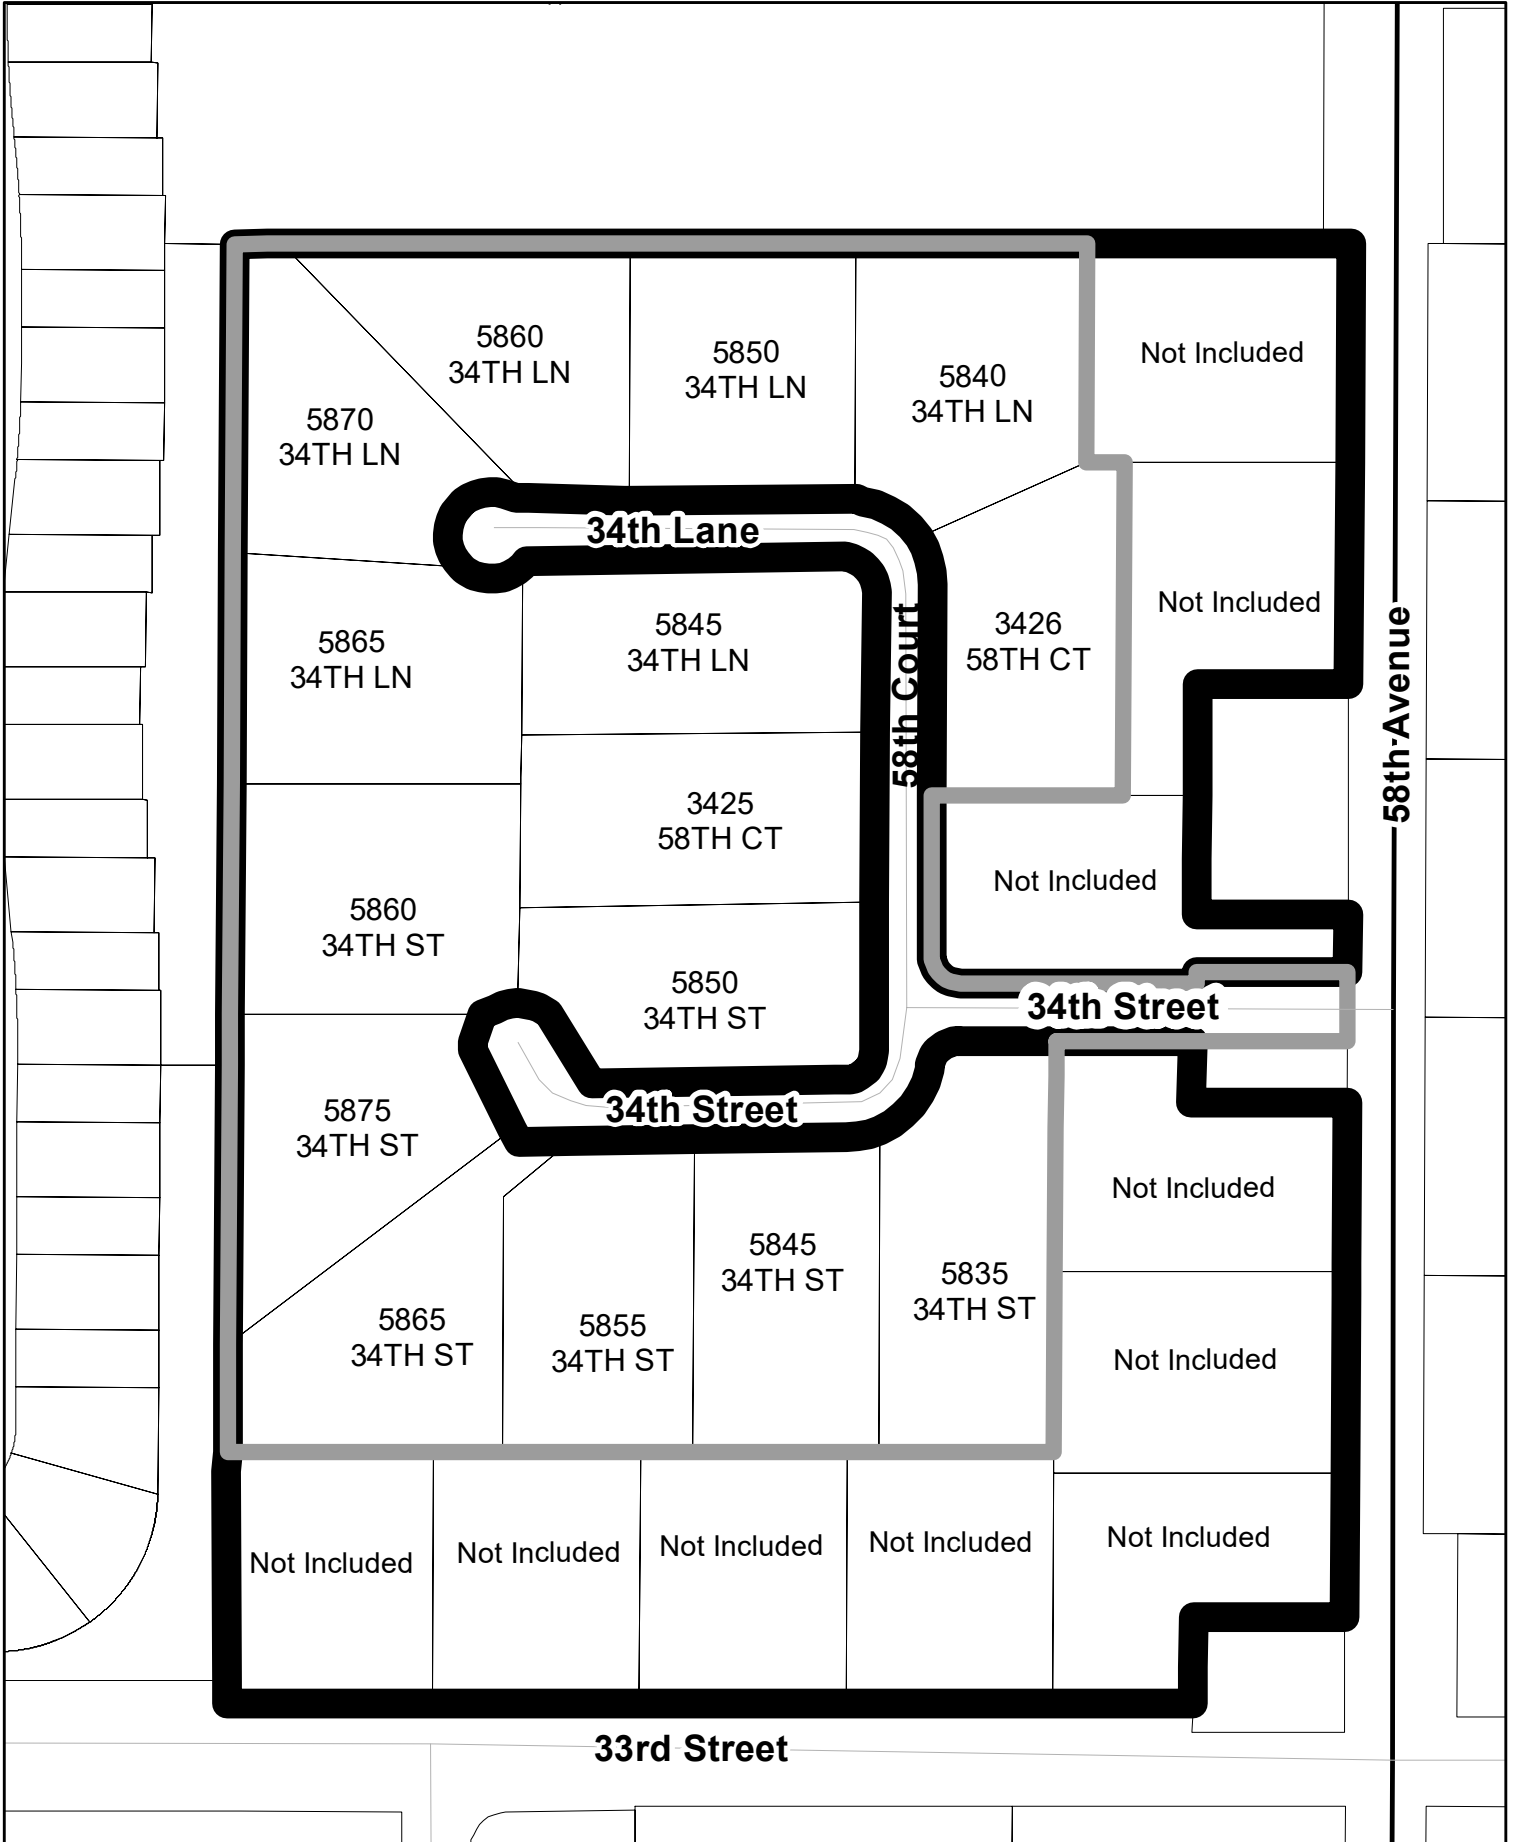 5860
34TH LN
5850
34TH LN
5840
34TH LN
Not Included
5870
34TH LN
34th Lane
5865
34TH LN
5845
34TH LN
58th Court
3426
58TH CT
Not Included
58th Avenue
3425
58TH CT
Not Included
5860
34TH ST
5850
34TH ST
34th Street
5875
34TH ST
34th Street
Not Included
5865
34TH ST
5855
34TH ST
5845
34TH ST
5835
34TH ST
Not Included
Not Included
Not Included
Not Included
Not Included
Not Included
33rd Street